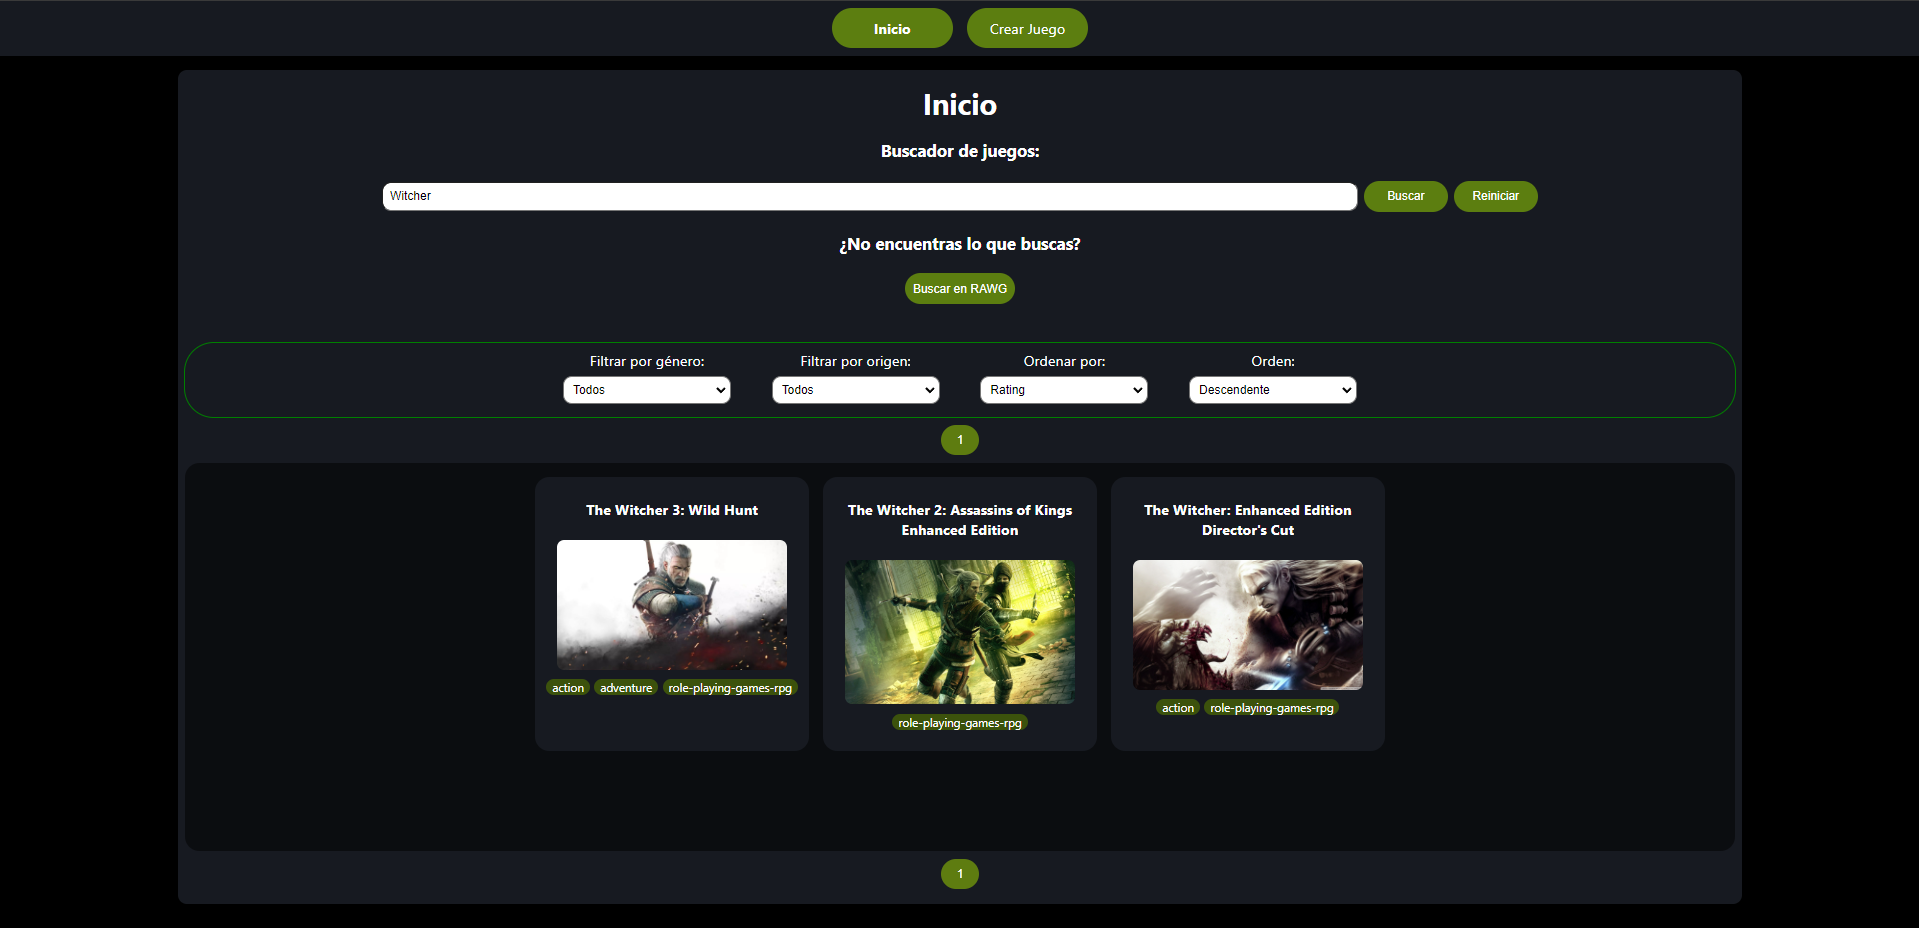 Inicio
Crear Juego
Inicio
Buscador de juegos:
Witcher
Buscar
Reiniciar
¿No encuentras lo que buscas?
Buscar en RAWG
Filtrar por género:
Filtrar por origen:
Ordenar por:
Orden:
Todos
Todos
Rating
Descendente
1
The Witcher 3: Wild Hunt
action
adventure
role-playing-games-rpg
The Witcher 2: Assassins of Kings
Enhanced Edition
role-playing-games-rpg
The Witcher: Enhanced Edition
Director's Cut
action
role-playing-games-rpg
1